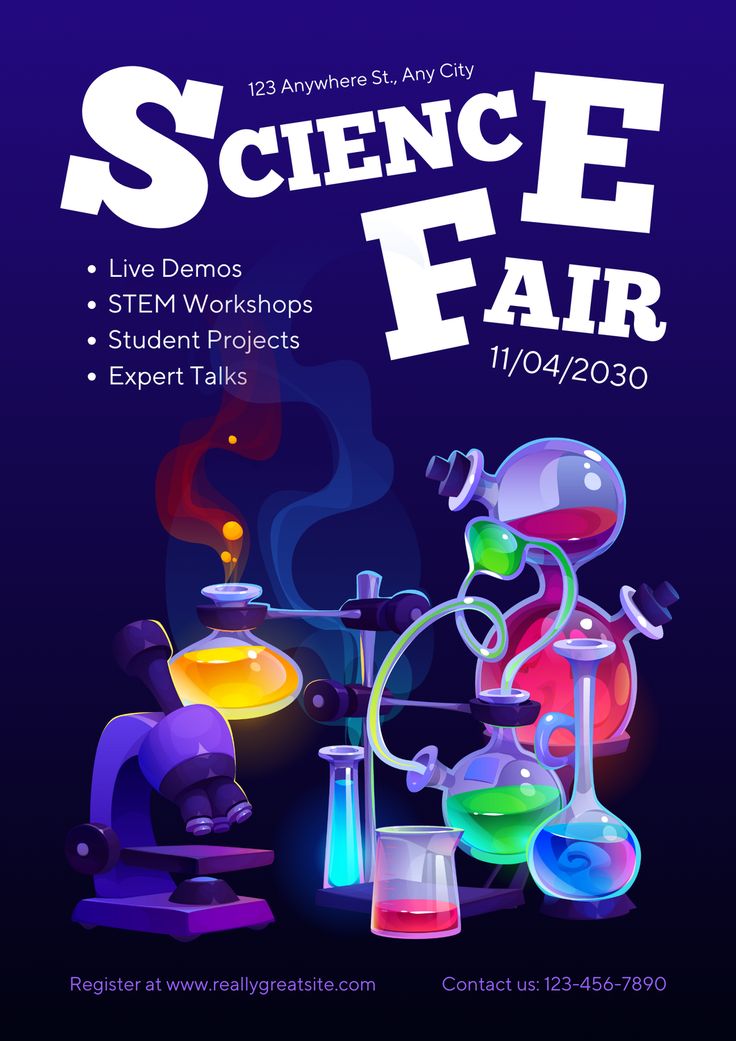 123 Anywhere St., Any City
SCIENCE
FAIR
11/04/2030
• Live Demos
• STEM Workshops
• Student Projects
• Expert Talks
Register at www.reallygreatsite.com
Contact us: 123-456-7890